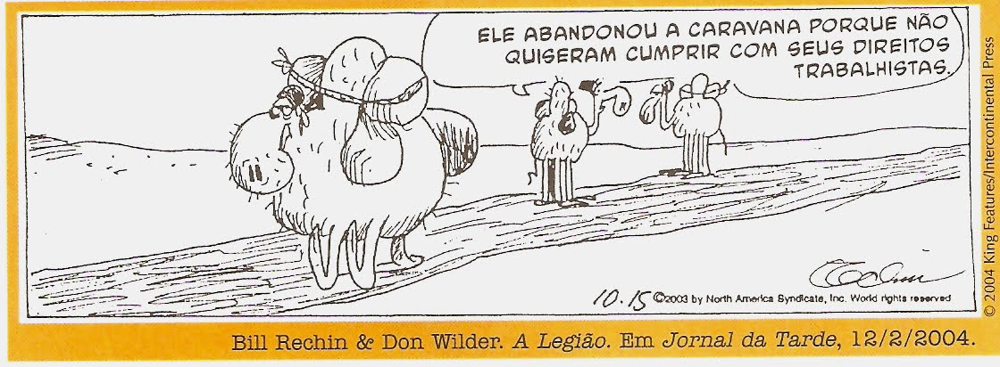 ELE ABANDONOU A CARAVANA PORQUE NÃO
QUISERAM CUMPRIR COM SEUS DIREITOS
TRABALHISTAS.
10.15 ©2003 by North America Syndicate, Inc. World rights reserved
© 2004 King Features/Intercontinental Press
Bill Rechin & Don Wilder. A Legião. Em Jornal da Tarde, 12/2/2004.